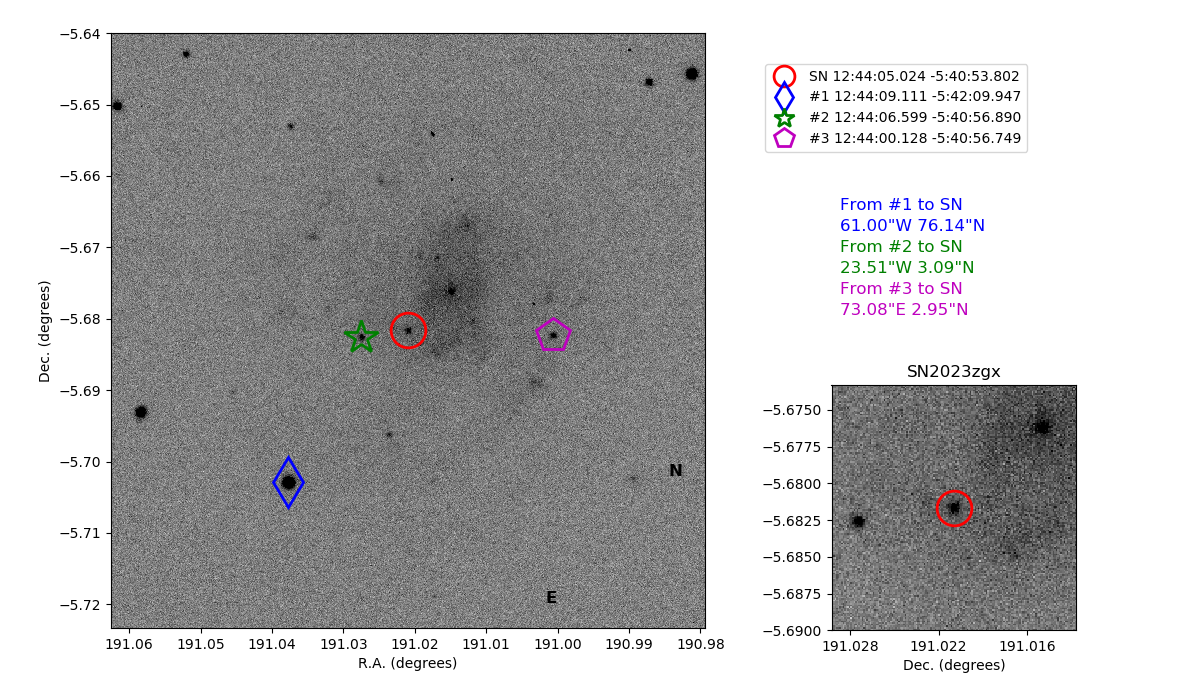 −5.64
−5.65
−5.66
−5.67
−5.68
−5.69
−5.70
−5.71
−5.72
Dec. (degrees)
191.06 191.05 191.04 191.03 191.02 191.01 191.00 190.99 190.98
R.A. (degrees)
N
E
SN 12:44:05.024 -5:40:53.802
#1 12:44:09.111 -5:42:09.947
#2 12:44:06.599 -5:40:56.890
#3 12:44:00.128 -5:40:56.749
From #1 to SN
61.00"W 76.14"N
From #2 to SN
23.51"W 3.09"N
From #3 to SN
73.08"E 2.95"N
SN2023zgx
−5.6750
−5.6775
−5.6800
−5.6825
−5.6850
−5.6875
−5.6900
191.028 191.022 191.016
Dec. (degrees)